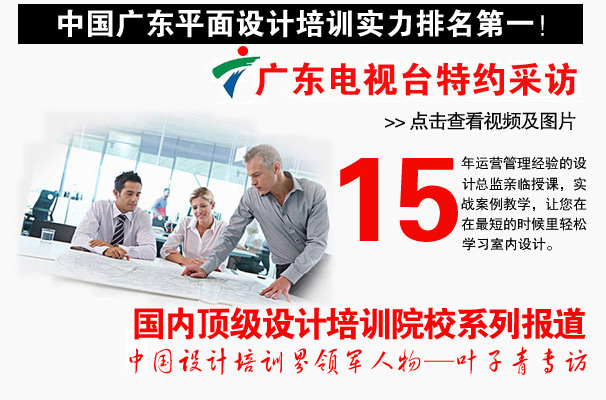 中国广东平面设计培训实力排名第一!
广东电视台特约采访
>> 点击查看视频及图片
15
年运营管理经验的设
计总监亲临授课，实
战案例教学，让您在
在最短的时候里轻松
学习室内设计。
国内顶级设计培训院校系列报道
中国设计培训界领军人物—叶子青专访